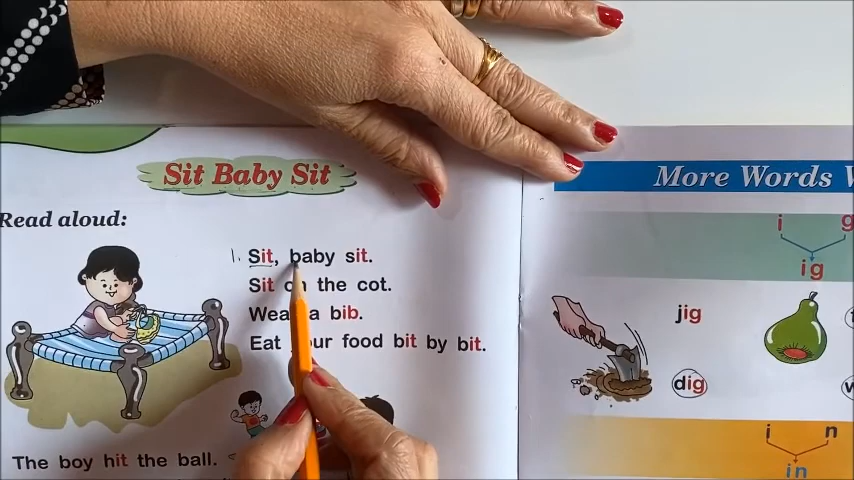 Sit Baby Sit
Read aloud:
1. Sit, baby sit.
Sit on the cot.
a bib.
Eat your food bit by bit.
The boy hit the ball.
More Words W
i g
ig
jig
dig
i n
in